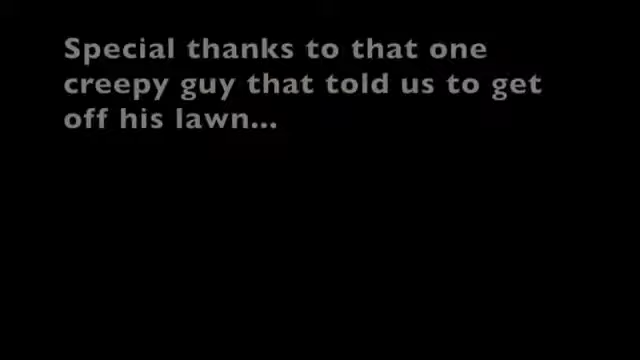 Special thanks to that one
creepy guy that told us to get
off his lawn...